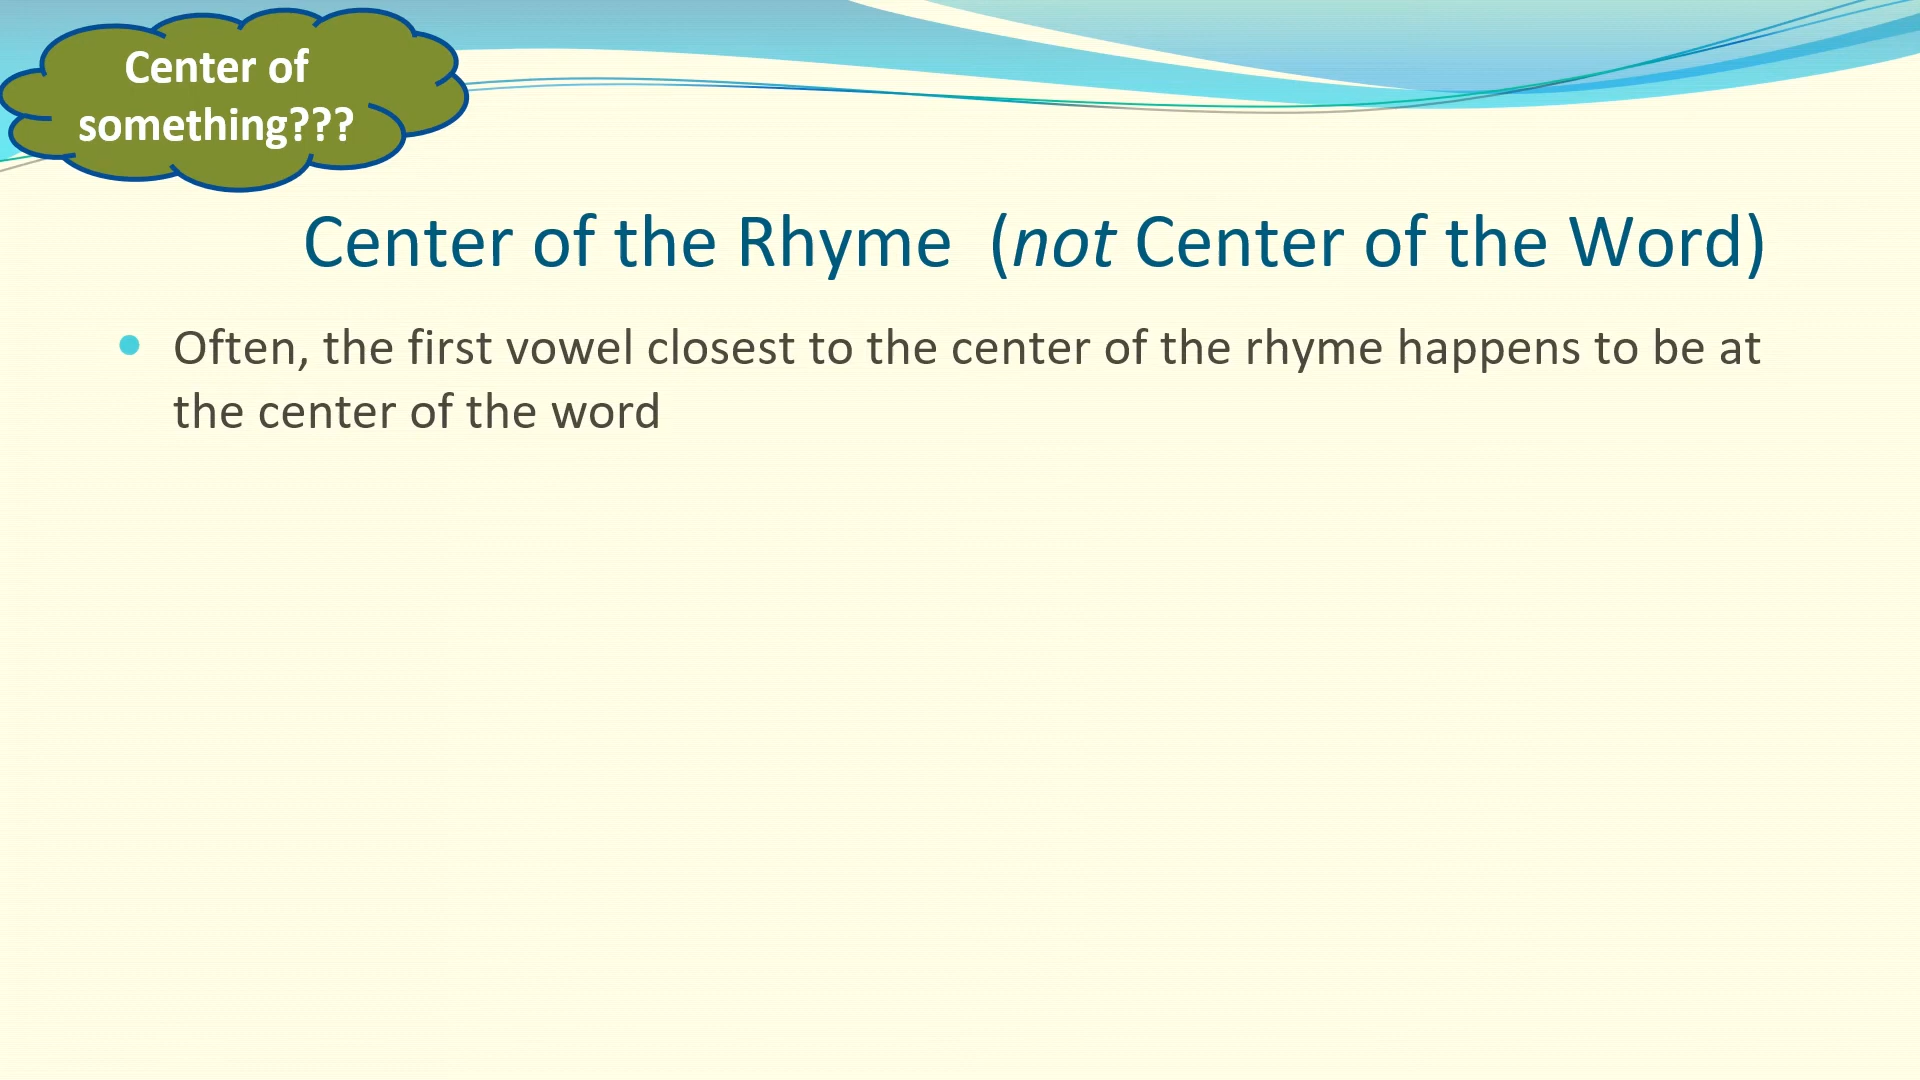 Center of
something???
Center of the Rhyme  (not Center of the Word)
Often, the first vowel closest to the center of the rhyme happens to be at
the center of the word